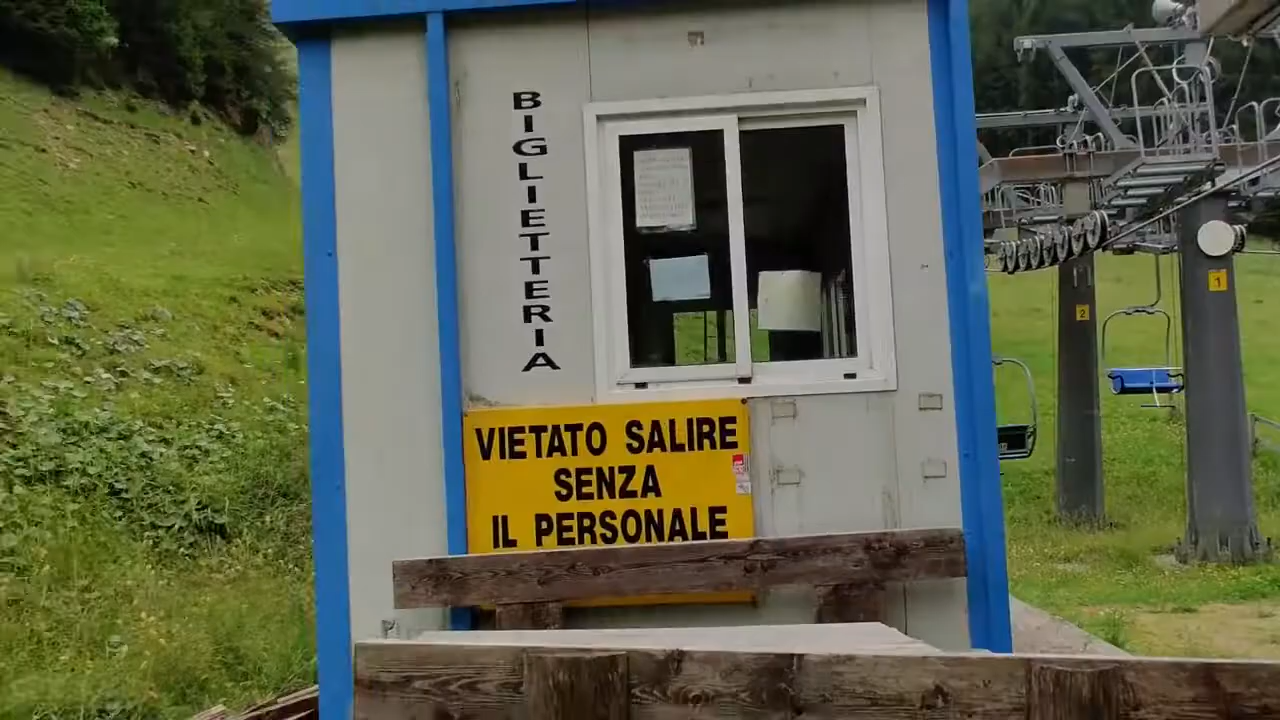 BIGLIETTERIA
VIETATO SALIRE
SENZA
IL PERSONALE
2
1